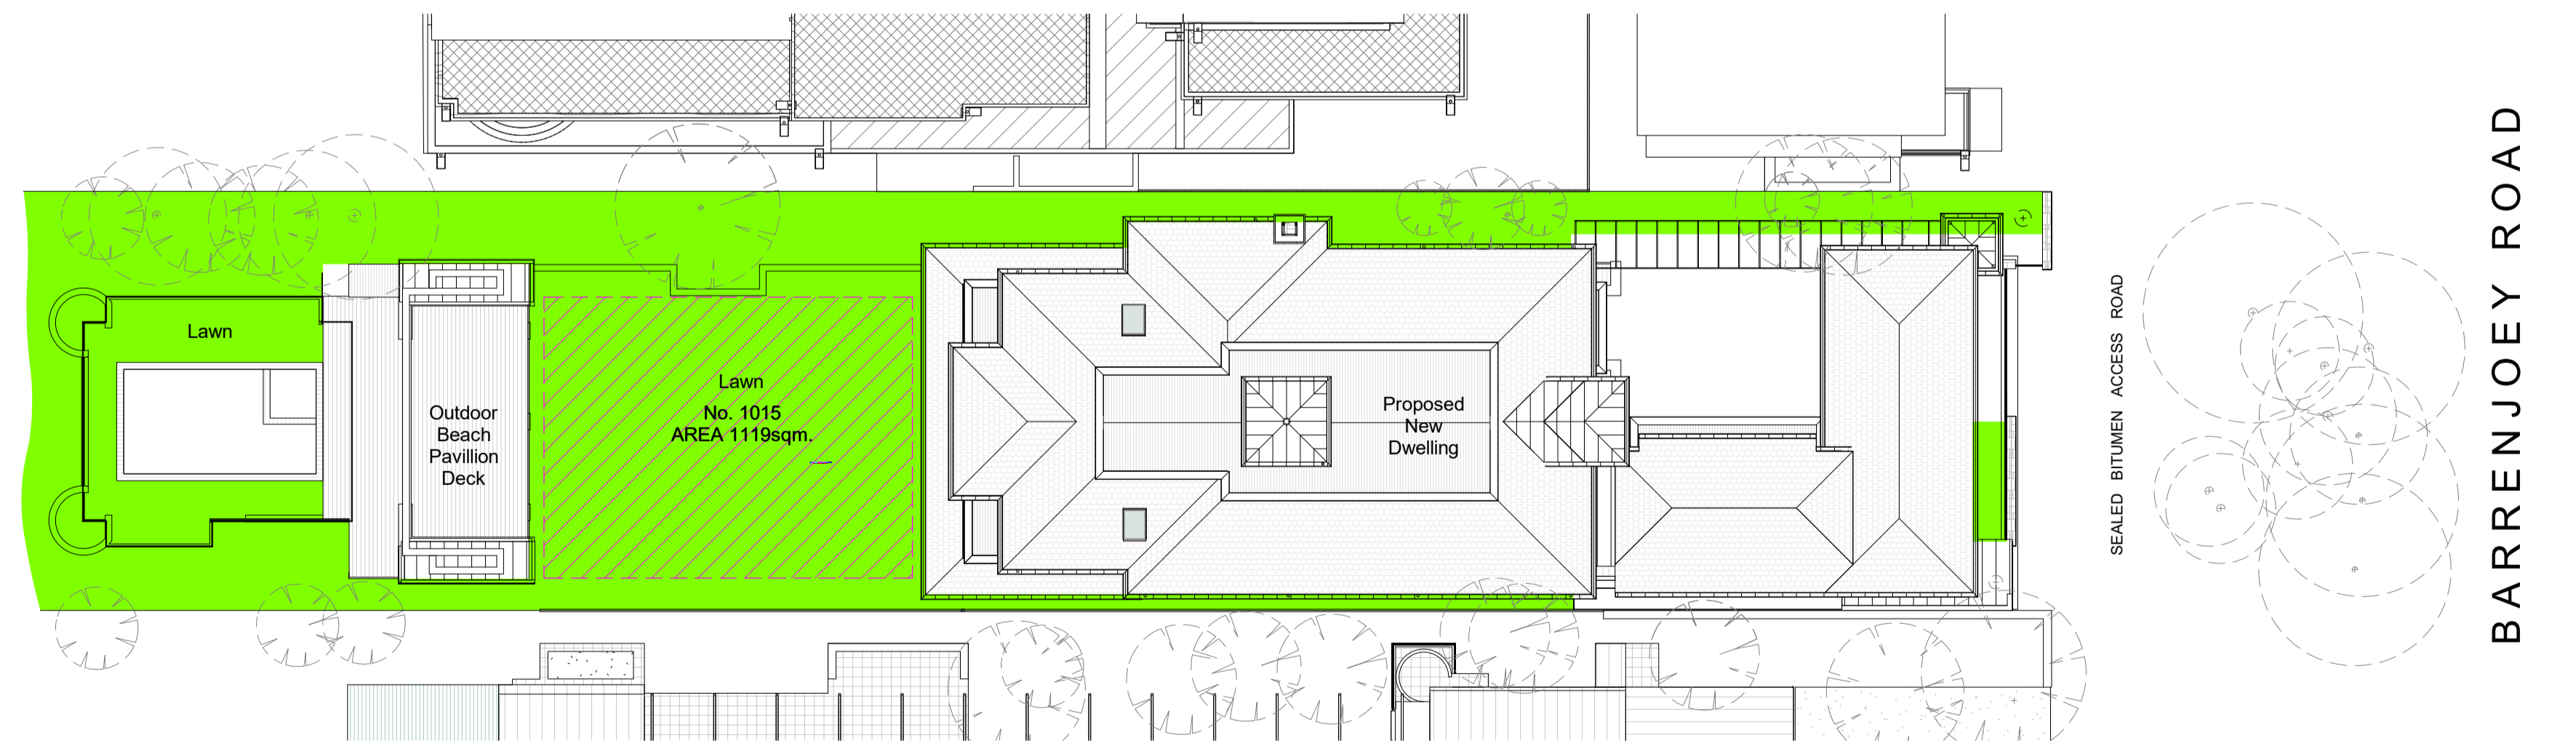 Lawn
Outdoor
Beach
Pavillion
Deck
Lawn
No. 1015
AREA 1119sqm.
Proposed
New
Dwelling
SEALED BITUMEN ACCESS ROAD
BARRENJOEY ROAD